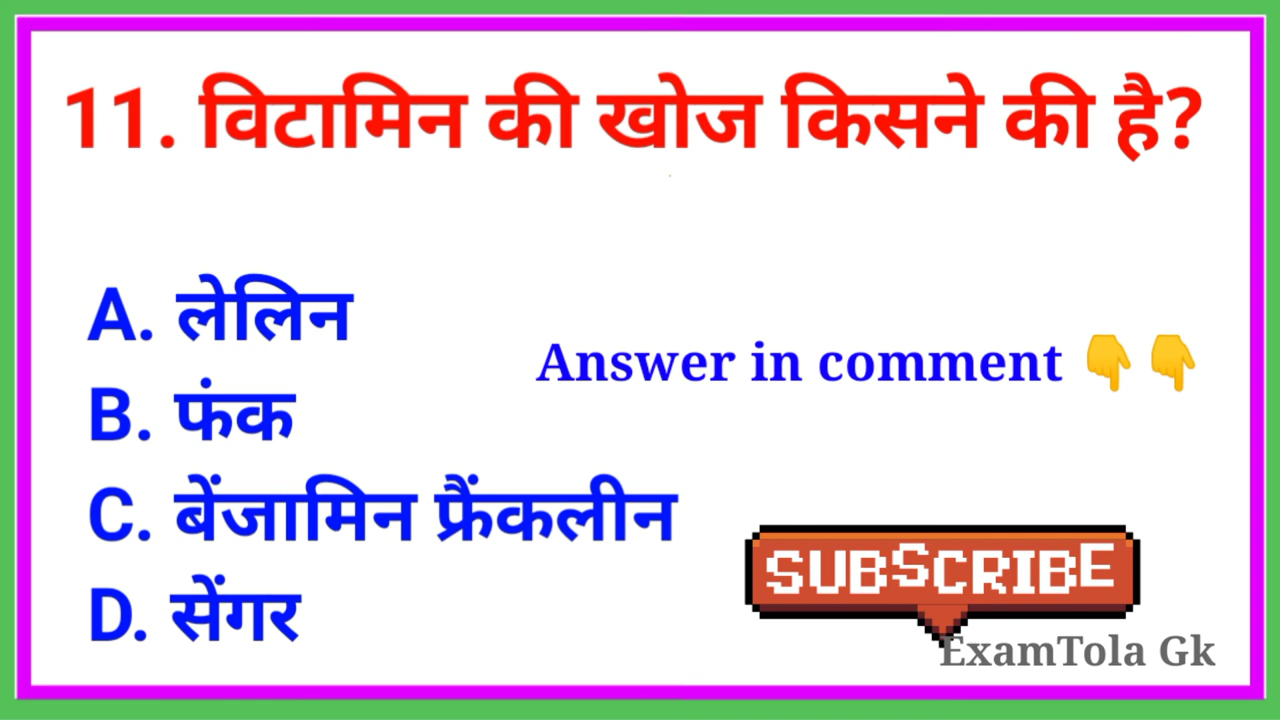 11. विटामिन की खोज किसने की है?
A. लेलिन
Answer in comment 👇👇
B. फंक
C. बेंजामिन फ्रैंकलीन
D. सेंगर
SUBSCRIBE
ExamTola Gk